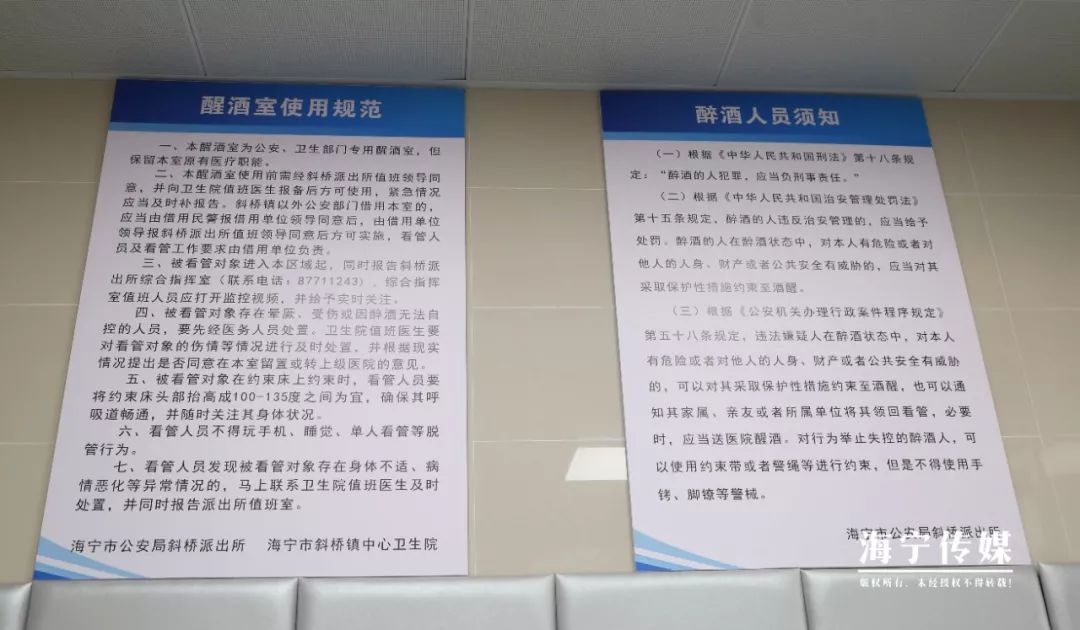 醒酒室使用规范
一、本醒酒室为公安、卫生部门专用醒酒室，但
保留本室原有医疗职能。
二、本醒酒室使用前需经斜桥派出所值班领导同
意，并向卫生院值班医生报备后方可使用，紧急情况
应当及时补报告。斜桥镇以外公安部门借用本室的，
应当由借用民警报借用单位领导同意后，由借用单位
领导报斜桥派出所值班领导同意后方可实施，看管人
员及看管工作要求由借用单位负责。
三、被看管对象进入本区域起，同时报告斜桥派
出所综合指挥室（联系电话：87711243）、综合指挥
室值班人员应打开监控视频，并给予实时关注。
四、被看管对象存在晕厥、受伤或因醉酒无法自
控的人员，要先经医务人员处置。卫生院值班医生要
对看管对象的伤情等情况进行及时处置，并根据现实
情况提出是否同意在本室留置或转上级医院的意见。
五、被看管对象在约束床上约束时，看管人员要
将约束床头部抬高成100-135度之间为宜，确保其呼
吸道畅通，并随时关注其身体状况。
六、看管人员不得玩手机、睡觉、单人看管等脱
管行为。
七、看管人员发现被看管对象存在身体不适、病
情恶化等异常情况的，马上联系卫生院值班医生及时
处置，并同时报告派出所值班室。
海宁市公安局斜桥派出所 海宁市斜桥镇中心卫生院
醉酒人员须知
（一）根据《中华人民共和国刑法》第十八条规
定：“醉酒的人犯罪，应当负刑事责任。”
（二）根据《中华人民共和国治安管理处罚法》
第十五条规定，醉酒的人违反治安管理的，应当给予
处罚。醉酒的人在醉酒状态中，对本人有危险或者对
他人的人身、财产或者公共安全有威胁的，应当对其
采取保护性措施约束至酒醒。
（三）根据《公安机关办理行政案件程序规定》
第五十八条规定，违法嫌疑人在醉酒状态中，对本人
有危险或者对他人的人身、财产或者公共安全有威胁
的，可以对其采取保护性措施约束至酒醒，也可以通
知其家属、亲友或者所属单位将其领回看管，必要
时，应当送医院醒酒。对行为举止失控的醉酒人，可
以使用约束带或者警绳等进行约束，但是不得使用手
铐、脚镣等警械。
海宁市公安局斜桥派出所
海宁传媒
版权所有，未经授权不得转载！